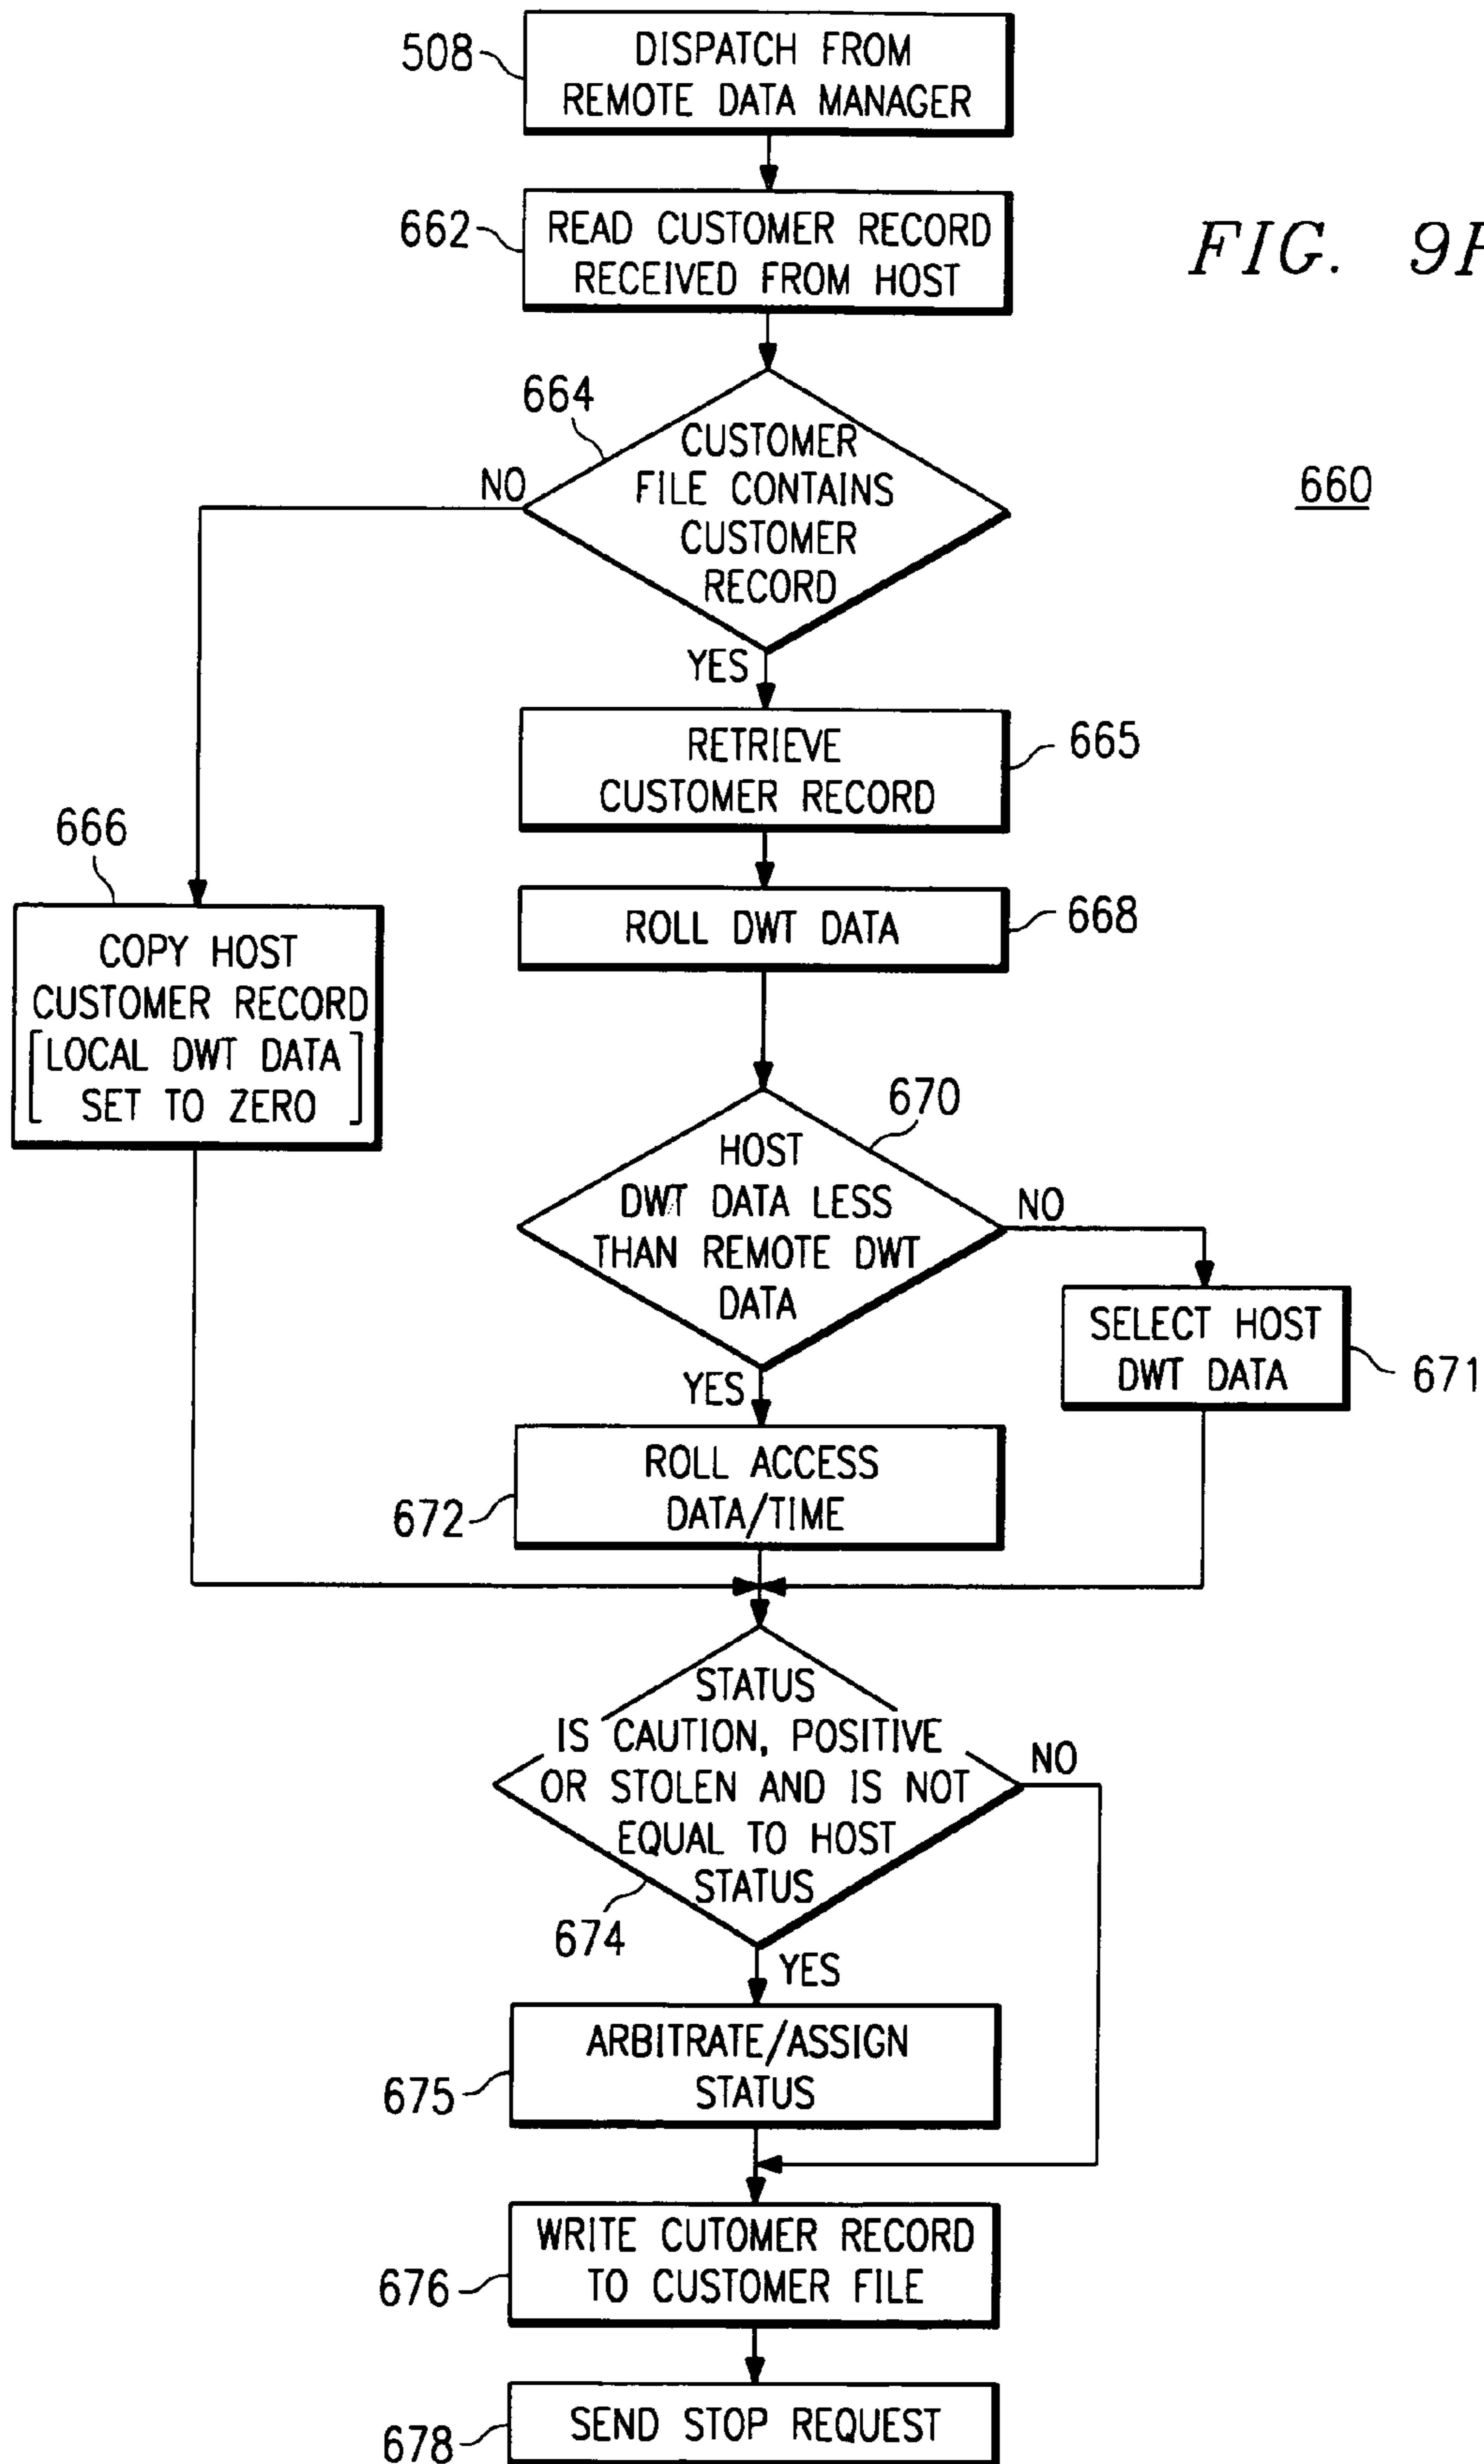 508
DISPATCH FROM
REMOTE DATA MANAGER
662
READ CUSTOMER RECORD
RECEIVED FROM HOST
FIG. 9
660
664
CUSTOMER
FILE CONTAINS
CUSTOMER
RECORD
NO
YES
RETRIEVE
CUSTOMER RECORD
665
666
COPY HOST
CUSTOMER RECORD
[LOCAL DWT DATA
SET TO ZERO]
ROLL DWT DATA
668
670
HOST
DWT DATA LESS
THAN REMOTE DWT
DATA
NO
YES
SELECT HOST
DWT DATA
671
672
ROLL ACCESS
DATA/TIME
STATUS
IS CAUTION, POSITIVE
OR STOLEN AND IS NOT
EQUAL TO HOST
STATUS
NO
674
YES
675
ARBITRATE/ASSIGN
STATUS
676
WRITE CUTOMER RECORD
TO CUSTOMER FILE
678
SEND STOP REQUEST